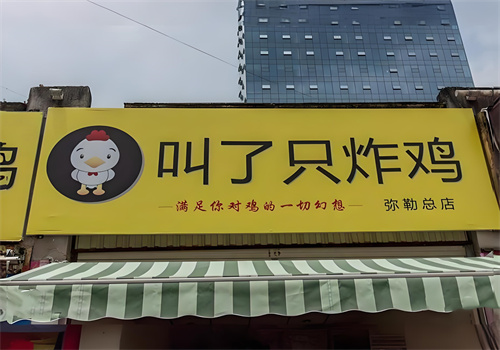 叫了只炸鸡
满足你对鸡的一切幻想
弥勒总店
鸡